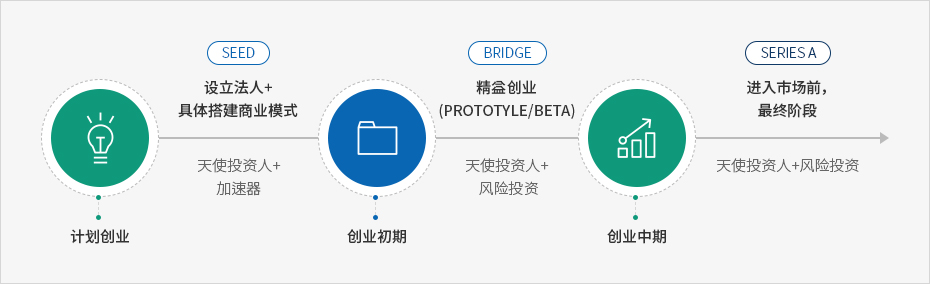 SEED
设立法人+
具体搭建商业模式
天使投资人+
加速器
BRIDGE
精益创业
(PROTOTYLE/BETA)
天使投资人+
风险投资
SERIES A
进入市场前，
最终阶段
天使投资人+风险投资
计划创业
创业初期
创业中期